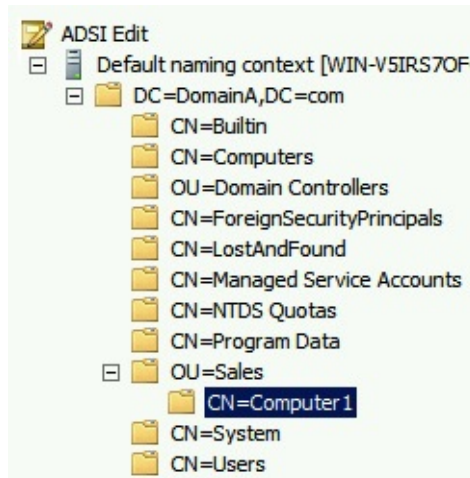 ADSI Edit
Default naming context [WIN-V5IRS7OF
DC=DomainA,DC=com
CN=Builtin
CN=Computers
OU=Domain Controllers
CN=ForeignSecurityPrincipals
CN=LostAndFound
CN=Managed Service Accounts
CN=NTDS Quotas
CN=Program Data
OU=Sales
CN=Computer1
CN=System
CN=Users